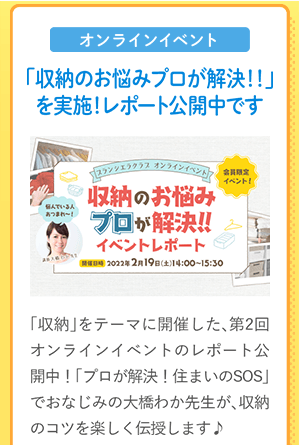 オンラインイベント
「収納のお悩みプロが解決!!」
を実施!レポート公開中です
ブランシエラクラブ オンラインイベント
会員限定
イベント!
収納のお悩み
プロが解決!!
イベントレポート
悩んでいる人
あつまれ〜!
開催日時 2022年2月19日(土)14:00〜15:30
「収納」をテーマに開催した、第2回
オンラインイベントのレポート公
開中!「プロが解決!住まいのSOS」
でおなじみの大橋わか先生が、収納
のコツを楽しく伝授します♪